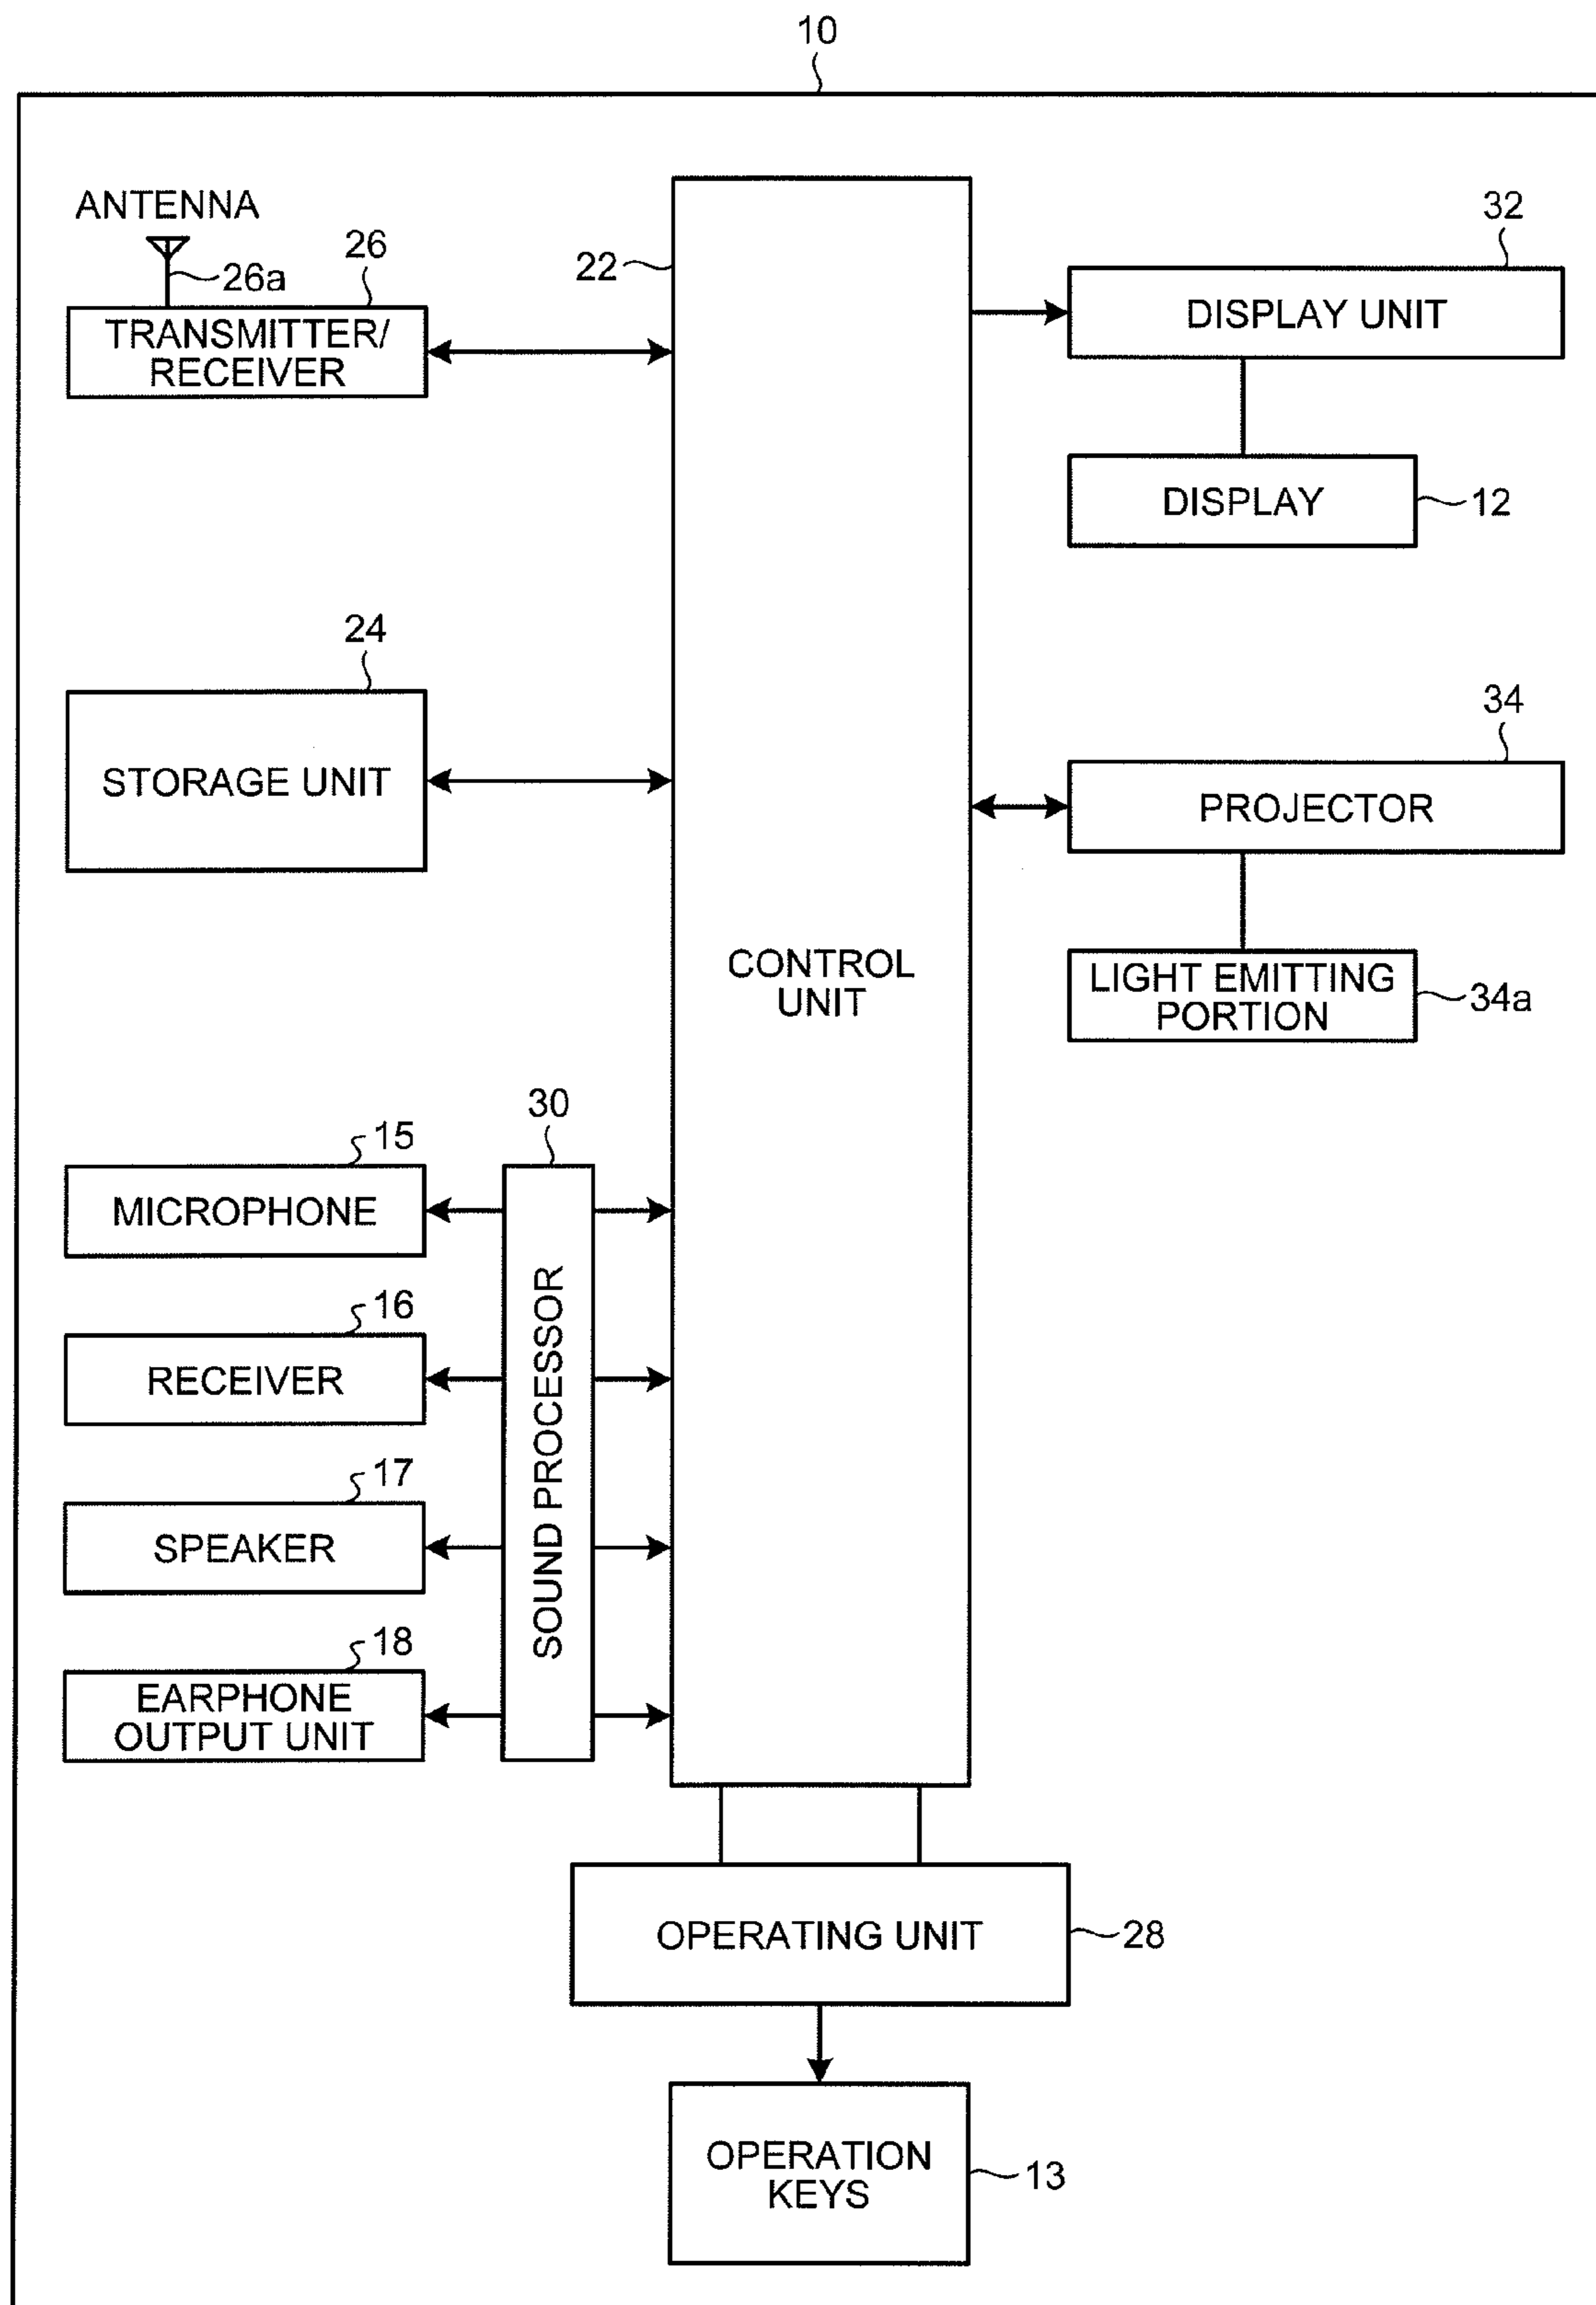 10
ANTENNA
26a
26
TRANSMITTER/
RECEIVER
22
32
DISPLAY UNIT
DISPLAY
12
24
STORAGE UNIT
34
PROJECTOR
CONTROL
UNIT
LIGHT EMITTING
PORTION
34a
30
15
MICROPHONE
16
RECEIVER
17
SPEAKER
18
EARPHONE
OUTPUT UNIT
SOUND PROCESSOR
OPERATING UNIT
28
OPERATION
KEYS
13